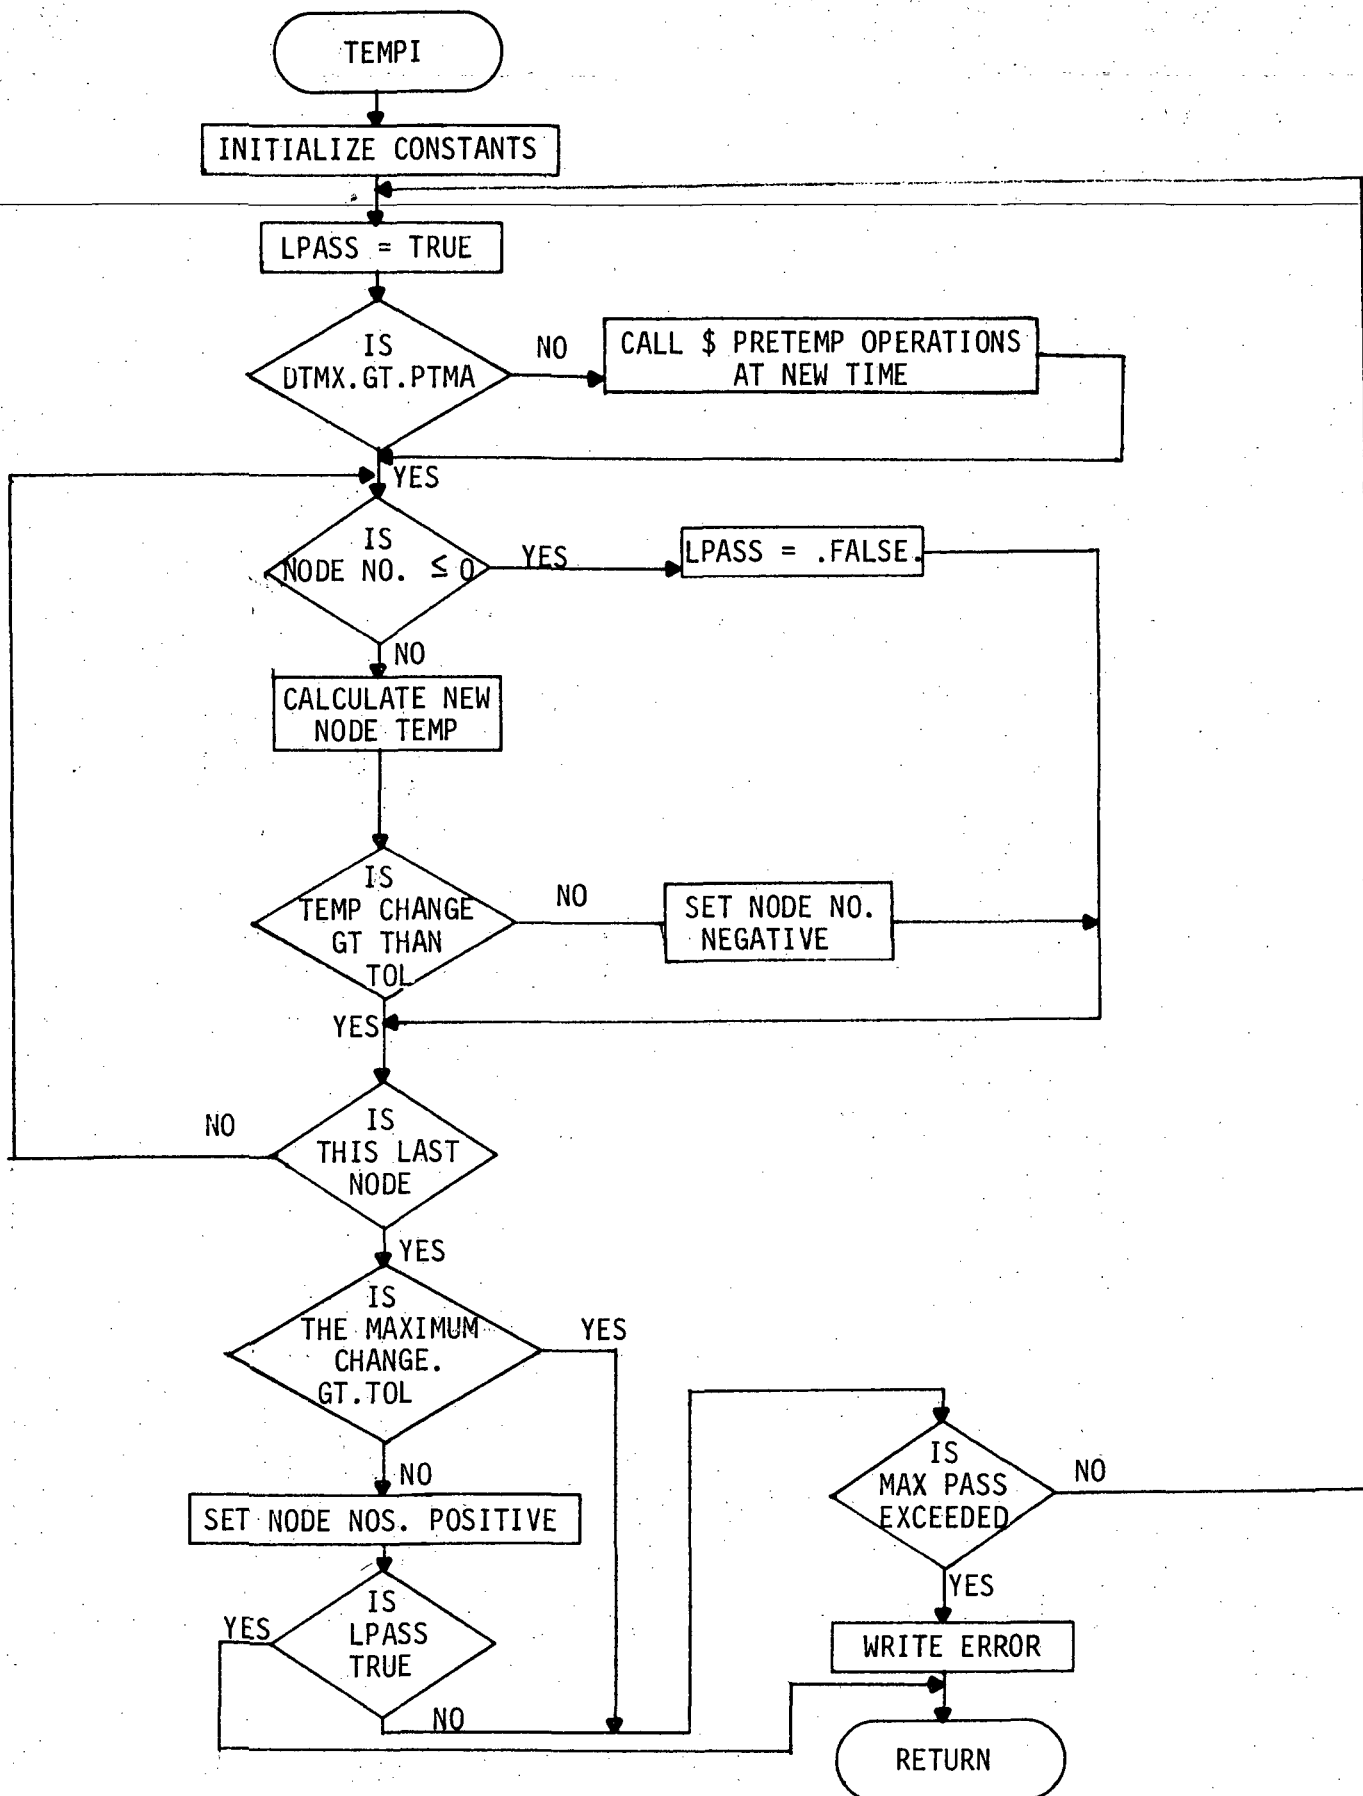 TEMPI
INITIALIZE CONSTANTS
LPASS = TRUE
IS
DTMX.GT.PTMA
NO
CALL $ PRETEMP OPERATIONS
AT NEW TIME
YES
IS
NODE NO. ≤ 0
YES
LPASS = .FALSE.
NO
CALCULATE NEW
NODE TEMP
IS
TEMP CHANGE
GT THAN
TOL
NO
SET NODE NO.
NEGATIVE
YES
IS
THIS LAST
NODE
NO
YES
IS
THE MAXIMUM
CHANGE.
GT.TOL
YES
NO
SET NODE NOS. POSITIVE
IS
LPASS
TRUE
YES
NO
IS
MAX PASS
EXCEEDED
NO
YES
WRITE ERROR
RETURN